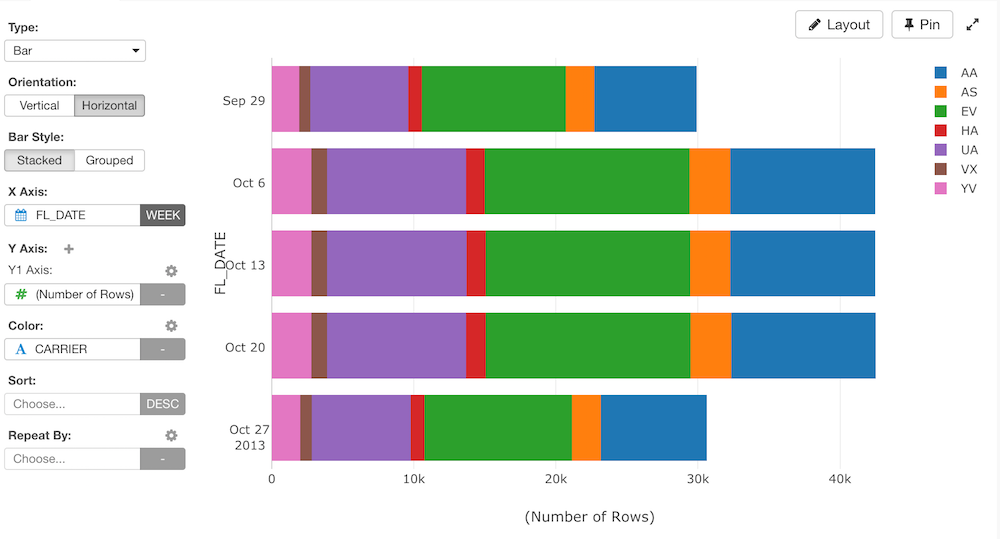 Type:
Bar
Orientation:
Vertical Horizontal
Bar Style:
Stacked Grouped
X Axis:
FL_DATE WEEK
Y Axis: +
Y1 Axis:
# (Number of Rows) -
Color:
A CARRIER -
Sort:
Choose... DESC
Repeat By:
Choose... -
Layout Pin
Sep 29
Oct 6
Oct 13
Oct 20
Oct 27
2013
FL_DATE
0 10k 20k 30k 40k
(Number of Rows)
AA
AS
EV
HA
UA
VX
YV